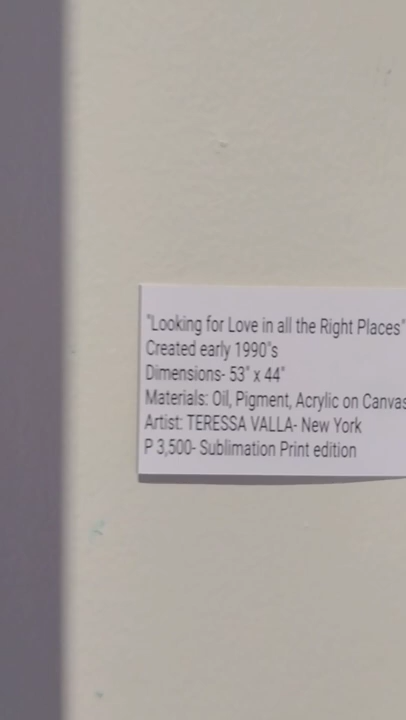 "Looking for Love in all the Right Places"
Created early 1990"s
Dimensions- 53" x 44"
Materials: Oil, Pigment, Acrylic on Canvas
Artist: TERESSA VALLA- New York
P 3,500- Sublimation Print edition